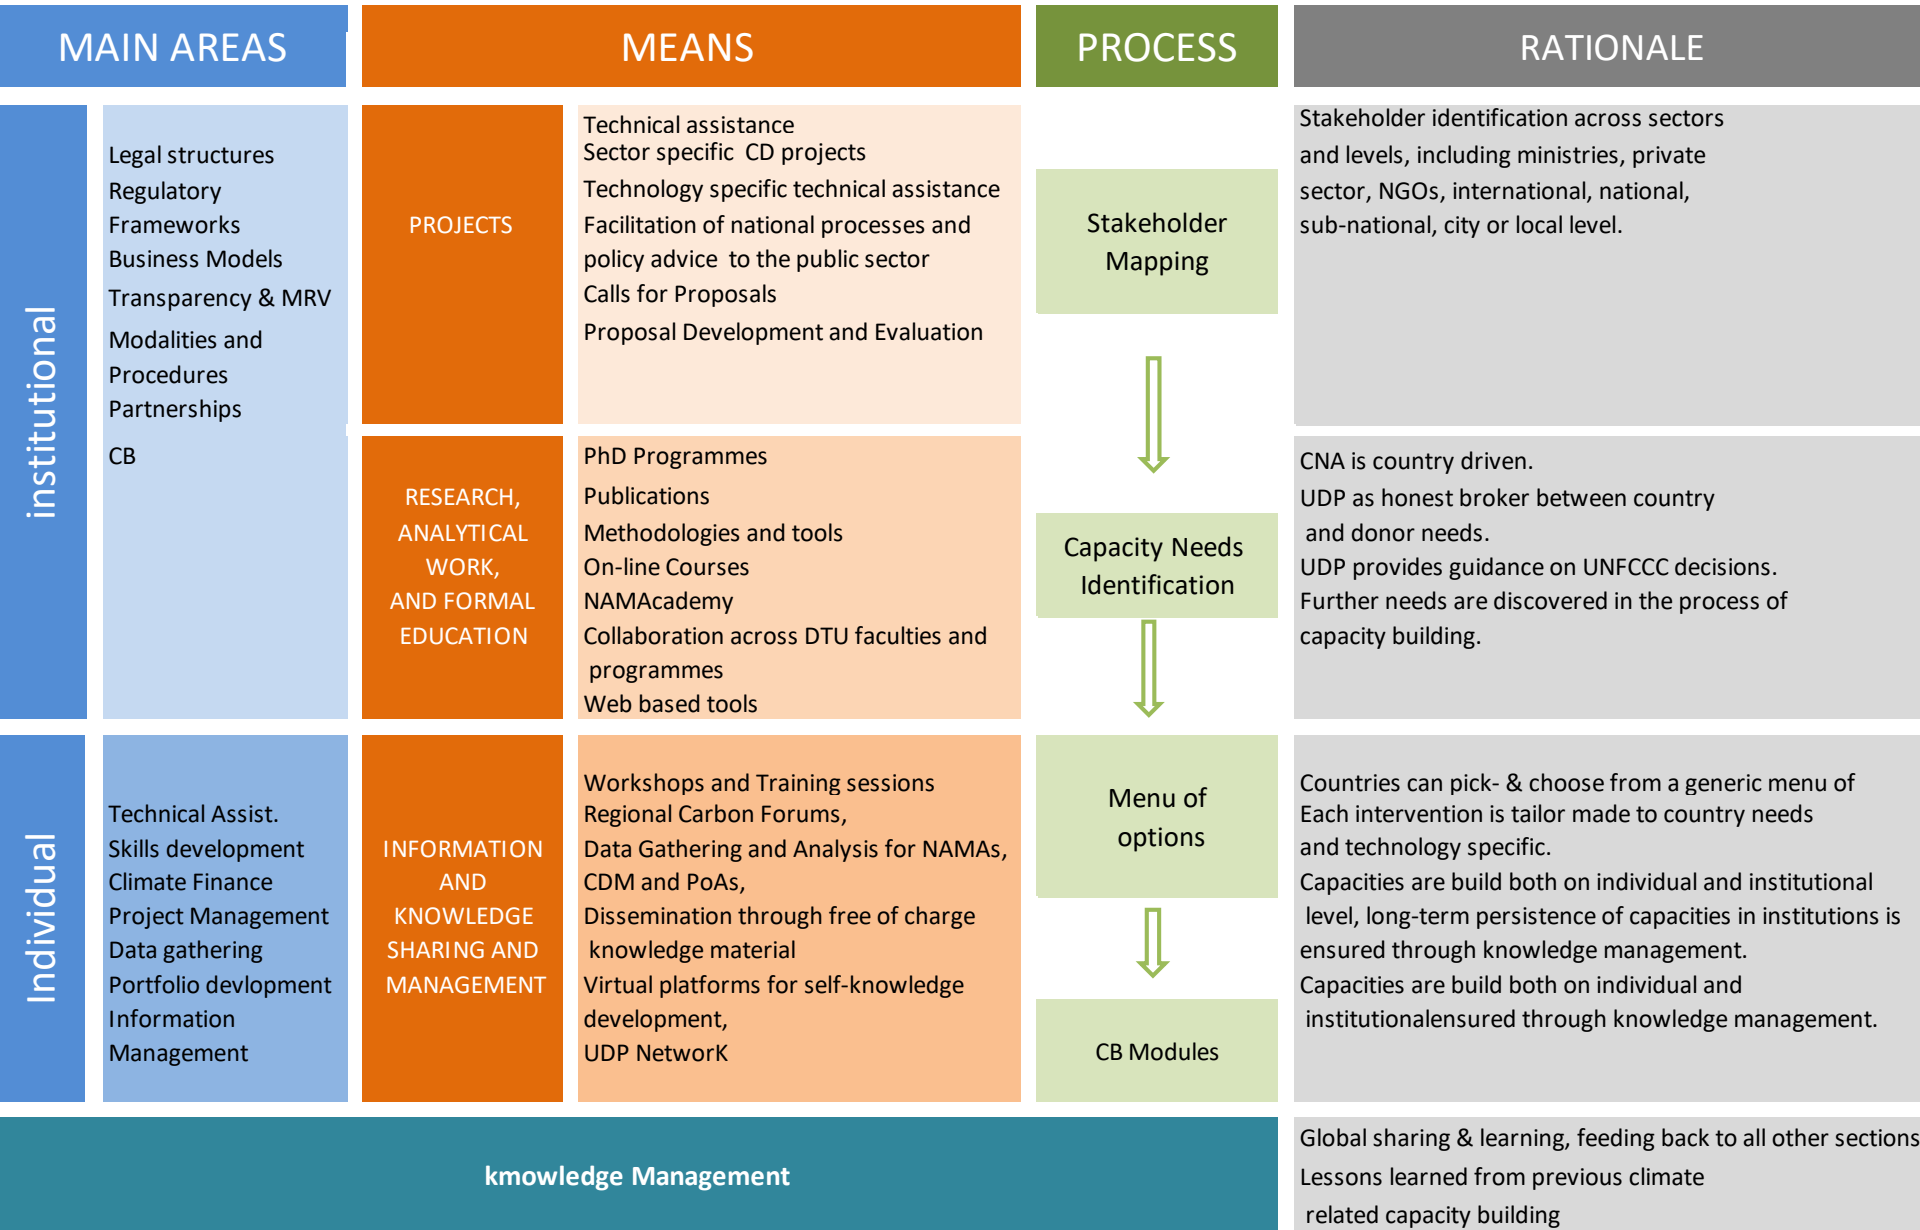 MAIN AREAS
MEANS
PROCESS
RATIONALE
institutional
Legal structures
Regulatory
Frameworks
Business Models
Transparency & MRV
Modalities and
Procedures
Partnerships
CB
PROJECTS
Technical assistance
Sector specific CD projects
Technology specific technical assistance
Facilitation of national processes and
policy advice to the public sector
Calls for Proposals
Proposal Development and Evaluation
Stakeholder
Mapping
Stakeholder identification across sectors
and levels, including ministries, private
sector, NGOs, international, national,
sub-national, city or local level.
RESEARCH,
ANALYTICAL
WORK,
AND FORMAL
EDUCATION
PhD Programmes
Publications
Methodologies and tools
On-line Courses
NAMAcademy
Collaboration across DTU faculties and
programmes
Web based tools
Capacity Needs
Identification
CNA is country driven.
UDP as honest broker between country
and donor needs.
UDP provides guidance on UNFCCC decisions.
Further needs are discovered in the process of
capacity building.
Individual
Technical Assist.
Skills development
Climate Finance
Project Management
Data gathering
Portfolio devlopment
Information
Management
INFORMATION
AND
KNOWLEDGE
SHARING AND
MANAGEMENT
Workshops and Training sessions
Regional Carbon Forums,
Data Gathering and Analysis for NAMAs,
CDM and PoAs,
Dissemination through free of charge
knowledge material
Virtual platforms for self-knowledge
development,
UDP NetworK
Menu of
options
CB Modules
Countries can pick- & choose from a generic menu of
Each intervention is tailor made to country needs
and technology specific.
Capacities are build both on individual and institutional
level, long-term persistence of capacities in institutions is
ensured through knowledge management.
Capacities are build both on individual and
institutionalensured through knowledge management.
kmowledge Management
Global sharing & learning, feeding back to all other sections
Lessons learned from previous climate
related capacity building